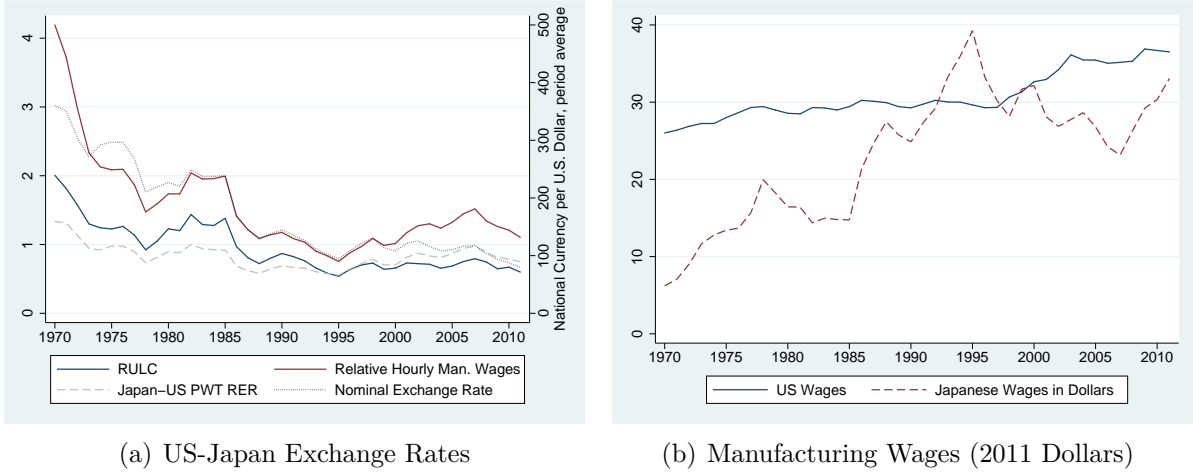 4
3
2
1
0
500
400
300
200
100
0
National Currency per U.S. Dollar, period average
1970 1975 1980 1985 1990 1995 2000 2005 2010
RULC Relative Hourly Man. Wages
Japan−US PWT RER Nominal Exchange Rate
(a) US-Japan Exchange Rates
40
30
20
10
0
1970 1975 1980 1985 1990 1995 2000 2005 2010
US Wages Japanese Wages in Dollars
(b) Manufacturing Wages (2011 Dollars)